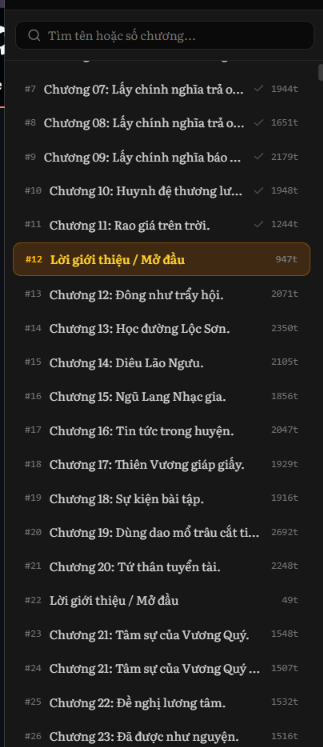 Tìm tên hoặc số chương...
#7 Chương 07: Lấy chính nghĩa trả o... 1944t
#8 Chương 08: Lấy chính nghĩa trả o... 1651t
#9 Chương 09: Lấy chính nghĩa báo ... 2179t
#10 Chương 10: Huynh đệ thương lư... 1948t
#11 Chương 11: Rao giá trên trời. 1244t
#12 Lời giới thiệu / Mở đầu 947t
#13 Chương 12: Đông như trẩy hội. 2071t
#14 Chương 13: Học đường Lộc Sơn. 2350t
#15 Chương 14: Diêu Lão Ngưu. 2105t
#16 Chương 15: Ngũ Lang Nhạc gia. 1856t
#17 Chương 16: Tin tức trong huyện. 2047t
#18 Chương 17: Thiên Vương giáp giấy. 1929t
#19 Chương 18: Sự kiện bài tập. 1916t
#20 Chương 19: Dùng dao mổ trâu cắt ti... 2692t
#21 Chương 20: Tứ thân tuyển tài. 2248t
#22 Lời giới thiệu / Mở đầu 49t
#23 Chương 21: Tâm sự của Vương Quý. 1548t
#24 Chương 21: Tâm sự của Vương Quý ... 1507t
#25 Chương 22: Đề nghị lương tâm. 1532t
#26 Chương 23: Đã được như nguyện. 1516t